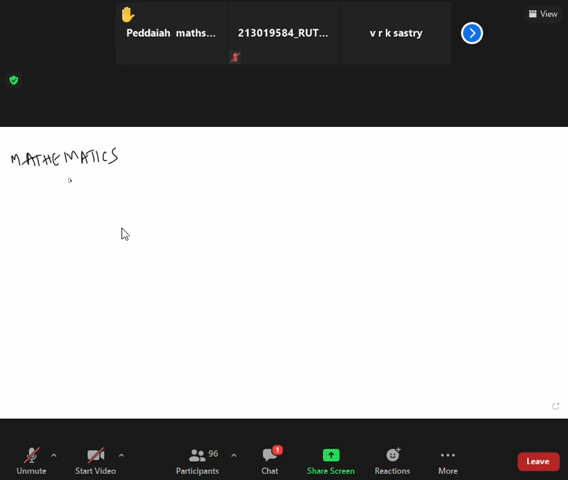 View
Peddaiah maths...
213019584_RUT...
v r k sastry
MATHEMATICS
Unmute
Start Video
96
Participants
1
Chat
Share Screen
Reactions
More
Leave